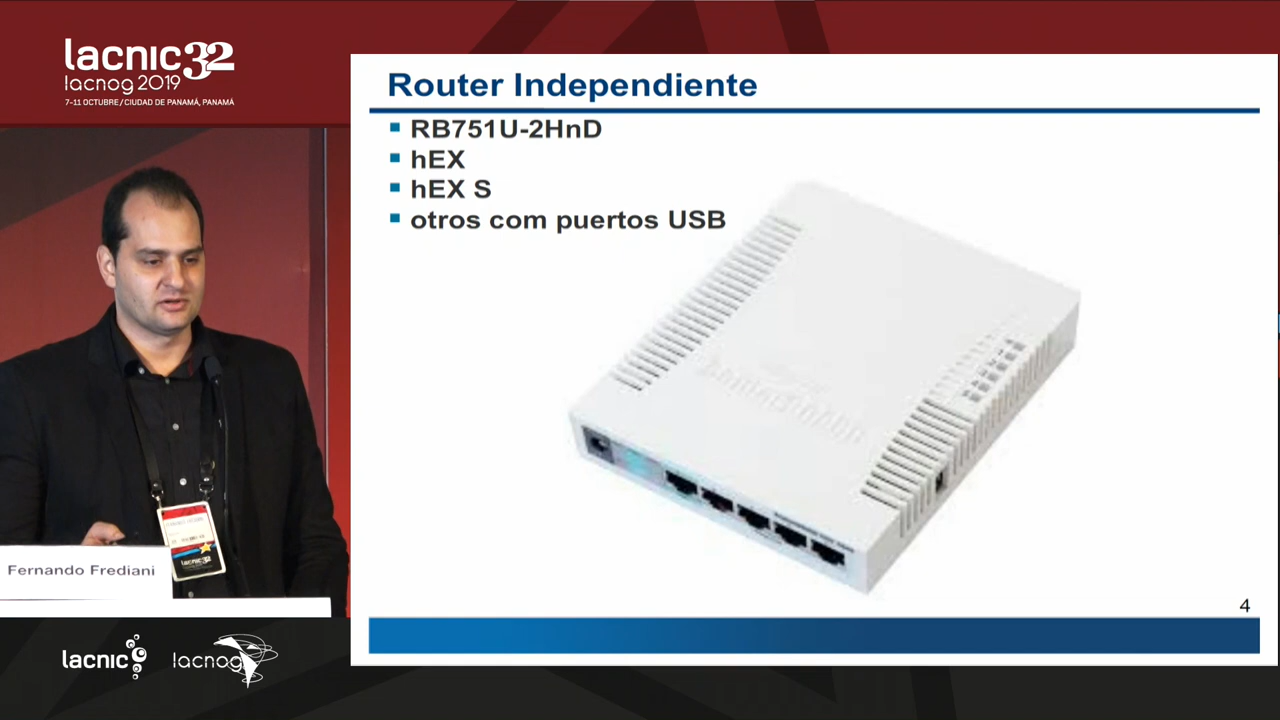 lacnic32
lacnog 2019
7-11 OCTUBRE / CIUDAD DE PANAMÁ, PANAMÁ
Router Independiente
RB751U-2HnD
hEX
hEX S
otros com puertos USB
lacnic32
Fernando Frediani
4
lacnic
lacnog